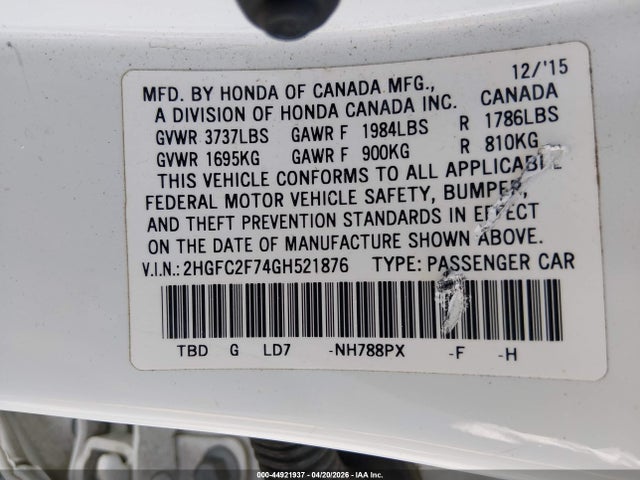 12/'15
MFD. BY HONDA OF CANADA MFG., CANADA
A DIVISION OF HONDA CANADA INC.
GVWR 3737LBS GAWR F 1984LBS R 1786LBS
GVWR 1695KG GAWR F 900KG R 810KG
THIS VEHICLE CONFORMS TO ALL APPLICABLE
FEDERAL MOTOR VEHICLE SAFETY, BUMPER,
AND THEFT PREVENTION STANDARDS IN EFFECT
ON THE DATE OF MANUFACTURE SHOWN ABOVE.
V.I.N.: 2HGFC2F74GH521876 TYPE: PASSENGER CAR
TBD G LD7 -NH788PX -F -H
000-44921937 - 04/20/2026 - IAA Inc.